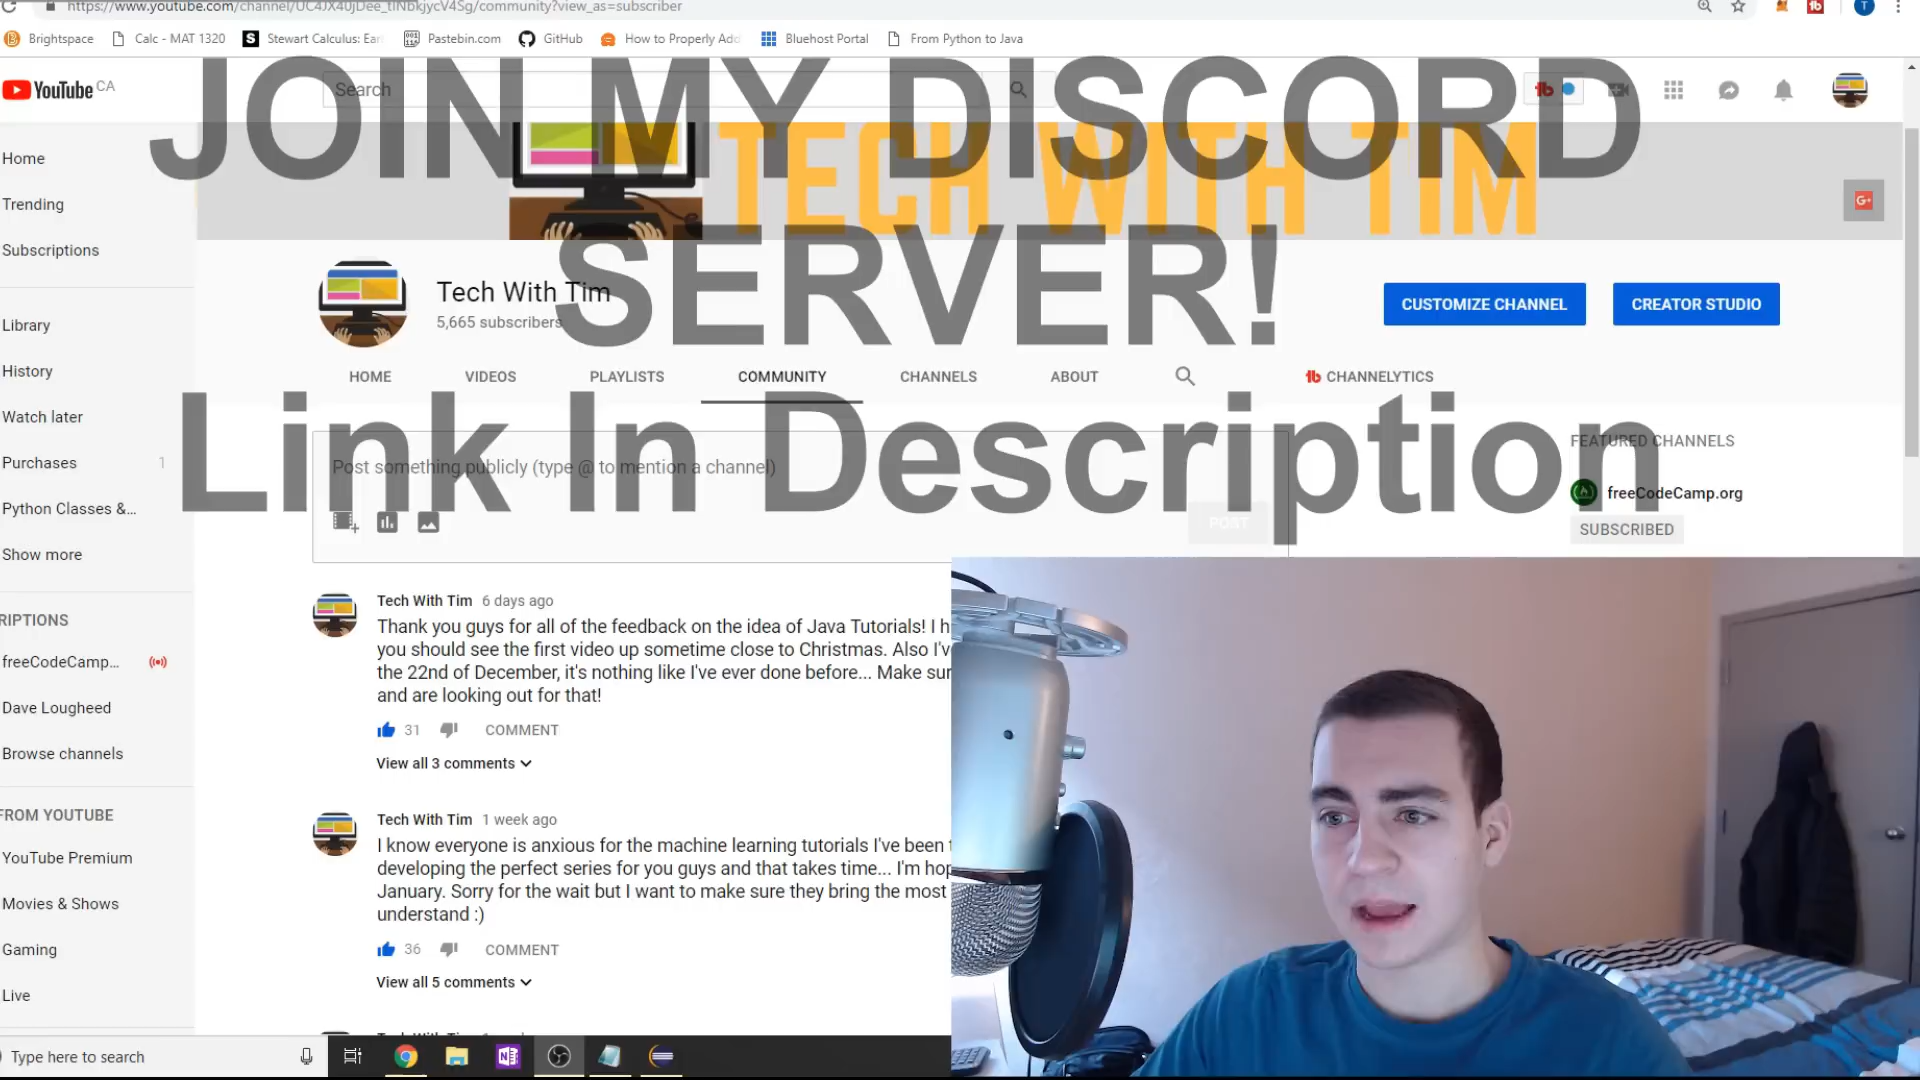 https://www.youtube.com/channel/UC4JX40jDee_tINbkjycV4Sg/community?view_as=subscriber
Brightspace
Calc - MAT 1320
Stewart Calculus: Ear
Pastebin.com
GitHub
How to Properly Add
Bluehost Portal
From Python to Java
JOIN MY DISCORD
SERVER!
Link In Description
YouTube CA
Search
TECH WITH TIM
Home
Trending
Subscriptions
Library
History
Watch later
Purchases 1
Python Classes &...
Show more
RIPTIONS
freeCodeCamp...
Dave Lougheed
Browse channels
FROM YOUTUBE
YouTube Premium
Movies & Shows
Gaming
Live
Tech With Tim
5,665 subscribers
CUSTOMIZE CHANNEL
CREATOR STUDIO
HOME
VIDEOS
PLAYLISTS
COMMUNITY
CHANNELS
ABOUT
CHANNELYTICS
Post something publicly (type @ to mention a channel)
POST
FEATURED CHANNELS
freeCodeCamp.org
SUBSCRIBED
Tech With Tim 6 days ago
Thank you guys for all of the feedback on the idea of Java Tutorials! I h
you should see the first video up sometime close to Christmas. Also I'v
the 22nd of December, it's nothing like I've ever done before... Make sur
and are looking out for that!
31 COMMENT
View all 3 comments
Tech With Tim 1 week ago
I know everyone is anxious for the machine learning tutorials I've been
developing the perfect series for you guys and that takes time... I'm hop
January. Sorry for the wait but I want to make sure they bring the most
understand :)
36 COMMENT
View all 5 comments
Type here to search